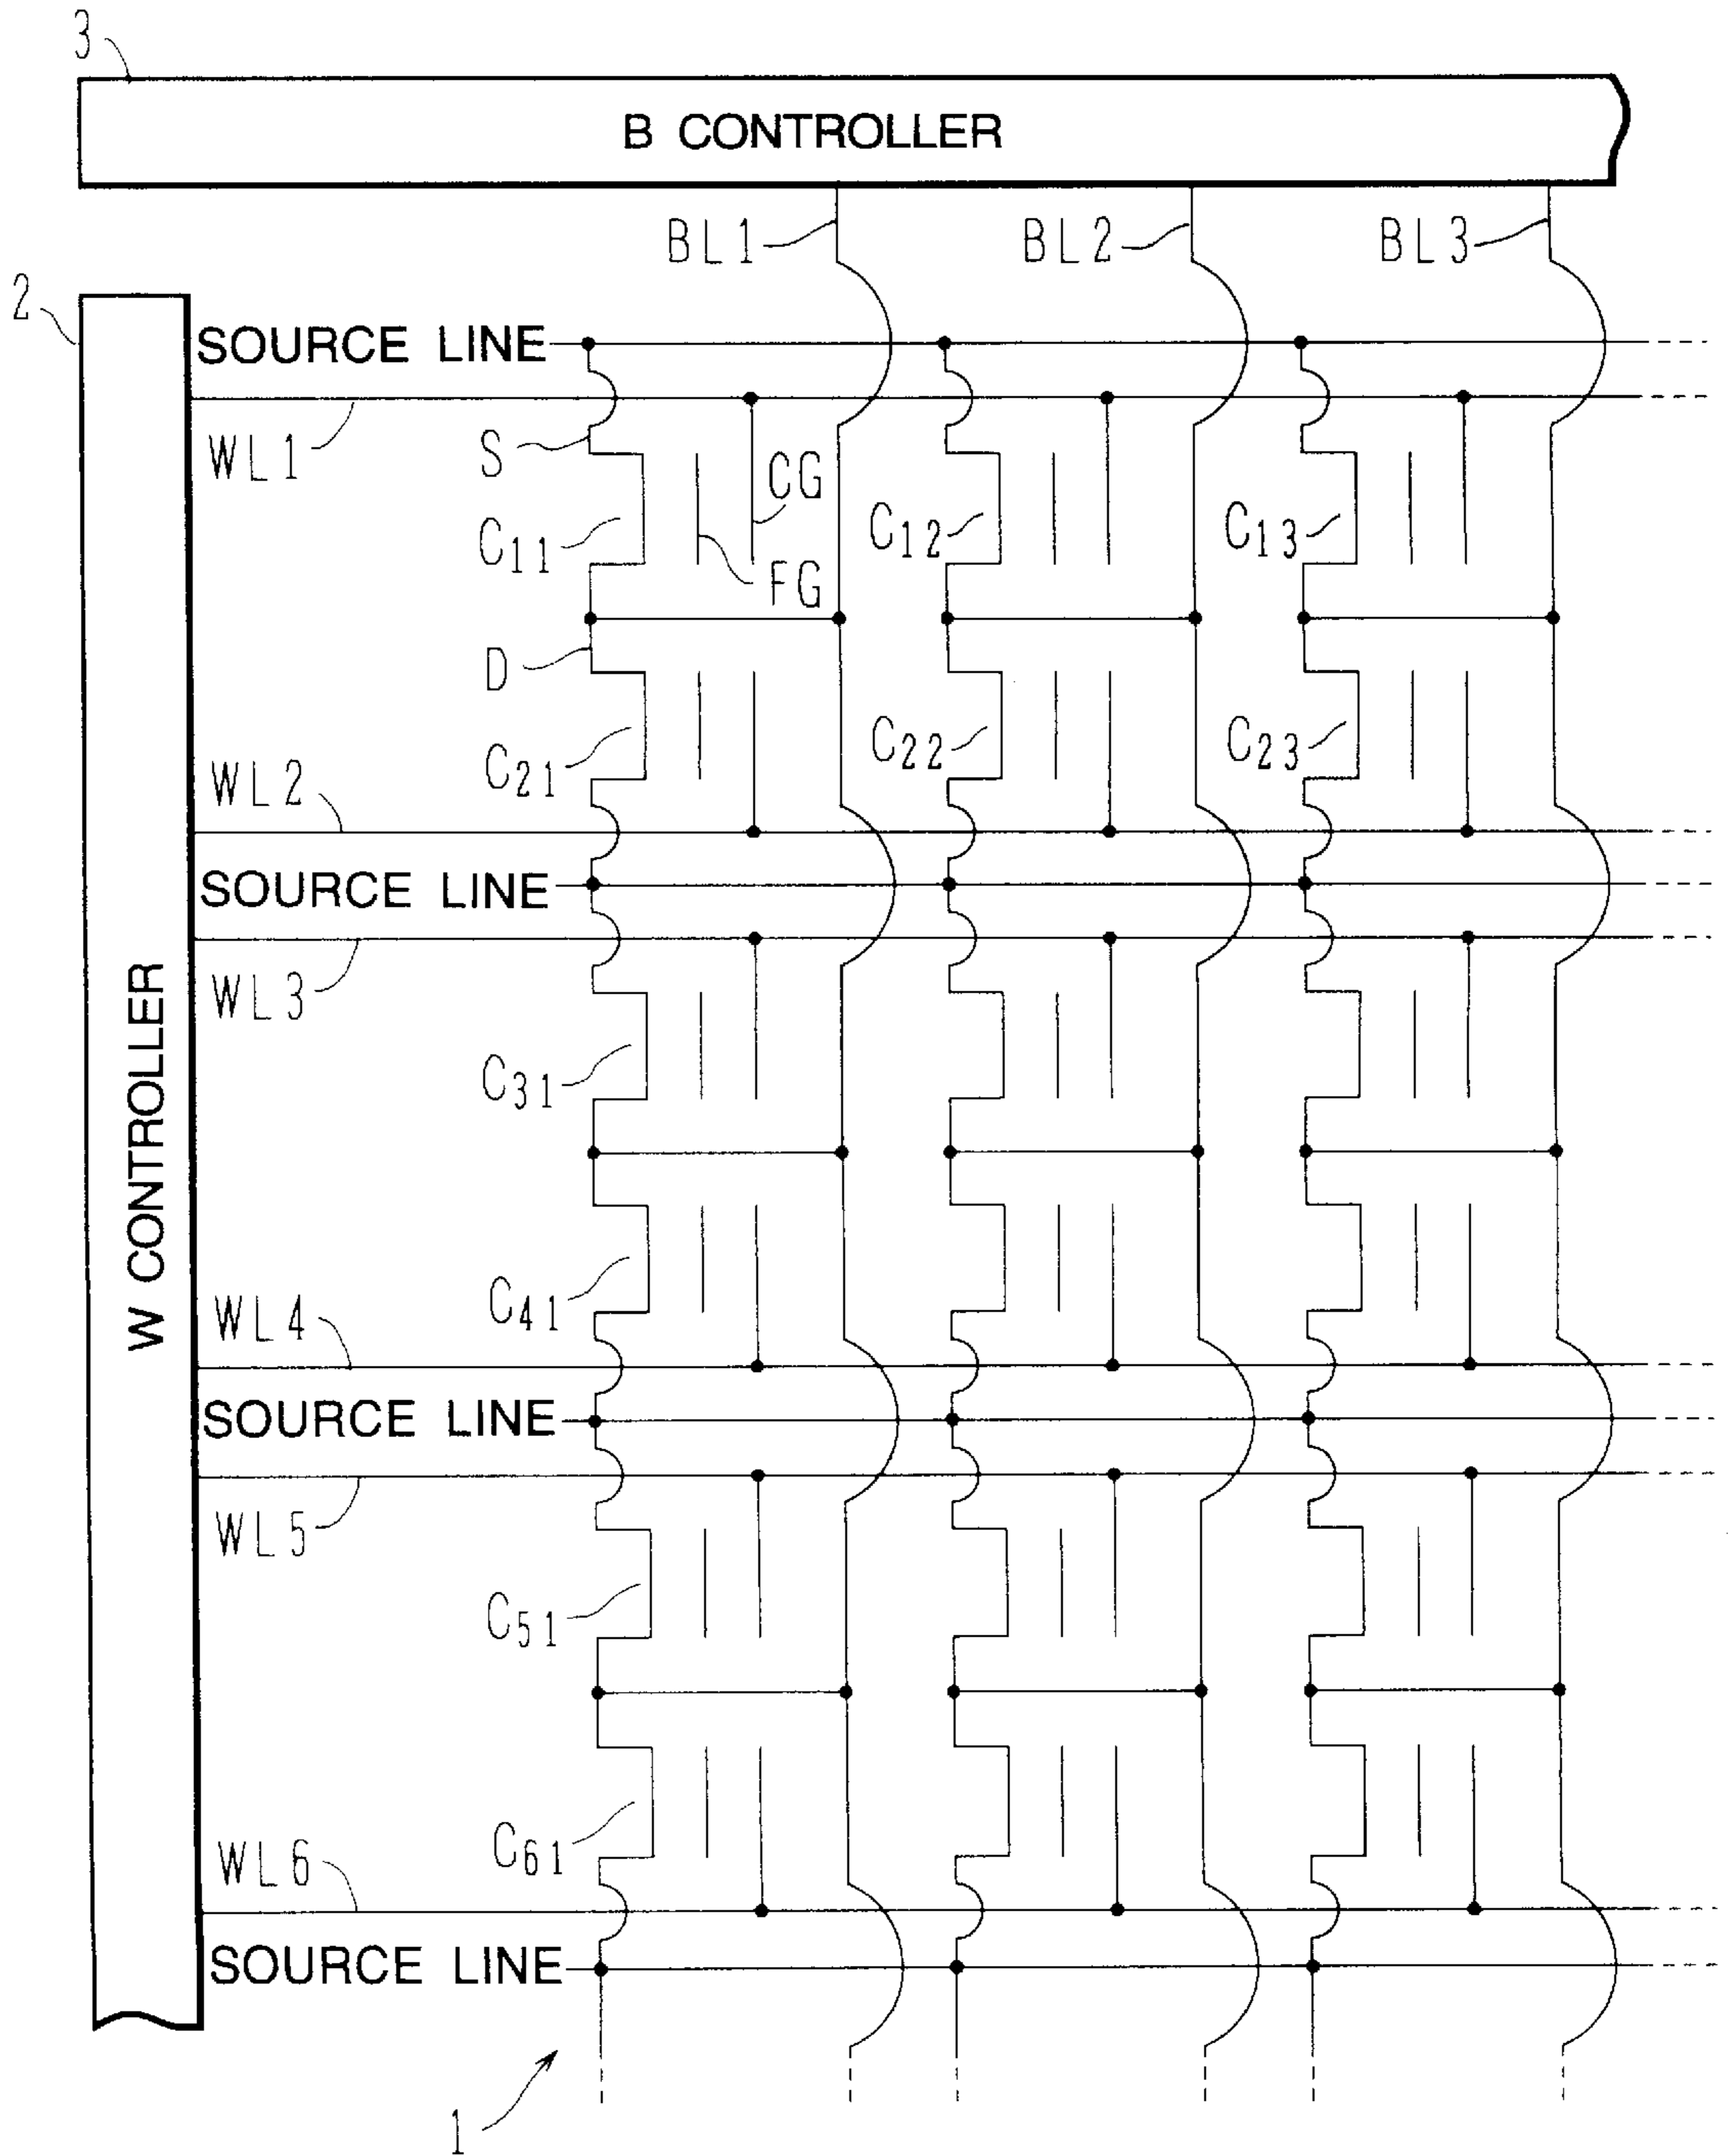 3
B CONTROLLER
BL1 BL2 BL3
2
SOURCE LINE
WL1
S
CG
C11 C12 C13
FG
D
C21 C22 C23
WL2
SOURCE LINE
WL3
C31
W CONTROLLER
C41
WL4
SOURCE LINE
WL5
C51
C61
WL6
SOURCE LINE
1